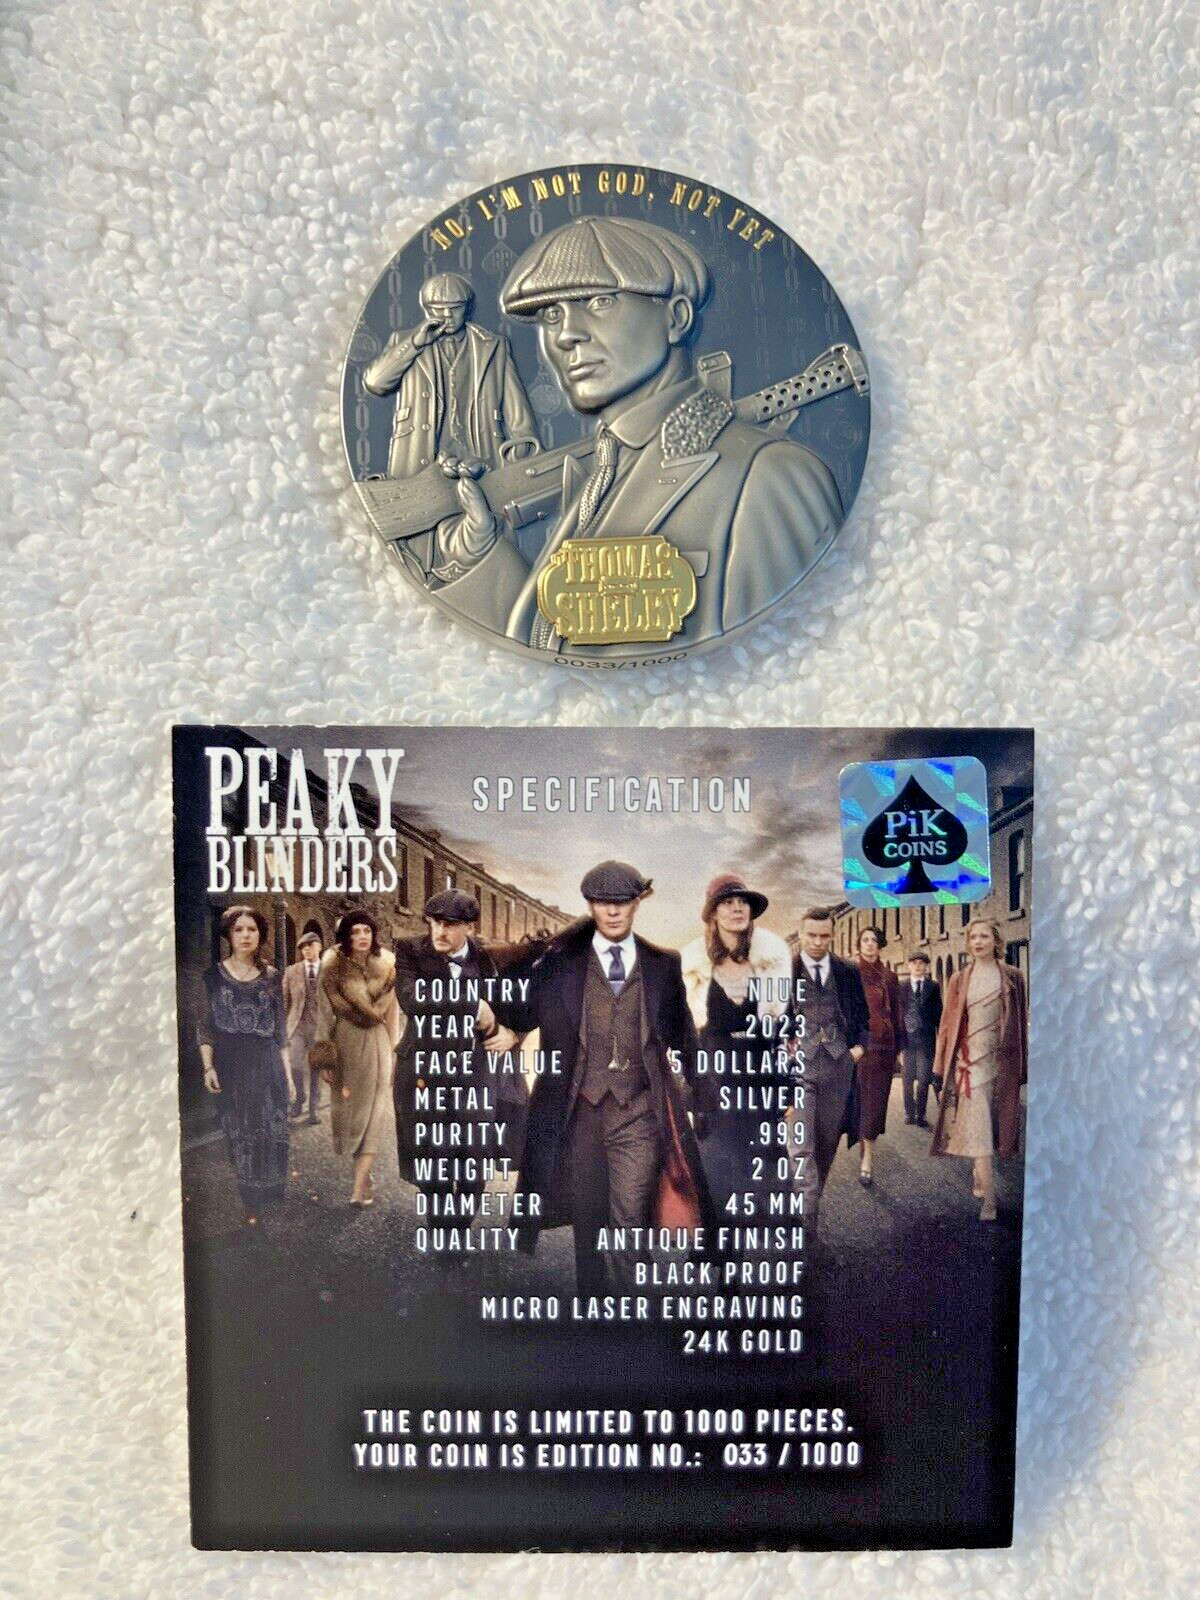 NO, I'M NOT GOD, NOT YET
THOMAS
SHELBY
0033/1000
PEAKY
BLINDERS
SPECIFICATION
PiK
COINS
COUNTRY NIUE
YEAR 2023
FACE VALUE 5 DOLLARS
METAL SILVER
PURITY .999
WEIGHT 2 OZ
DIAMETER 45 MM
QUALITY ANTIQUE FINISH
BLACK PROOF
MICRO LASER ENGRAVING
24K GOLD
THE COIN IS LIMITED TO 1000 PIECES.
YOUR COIN IS EDITION NO.: 033 / 1000